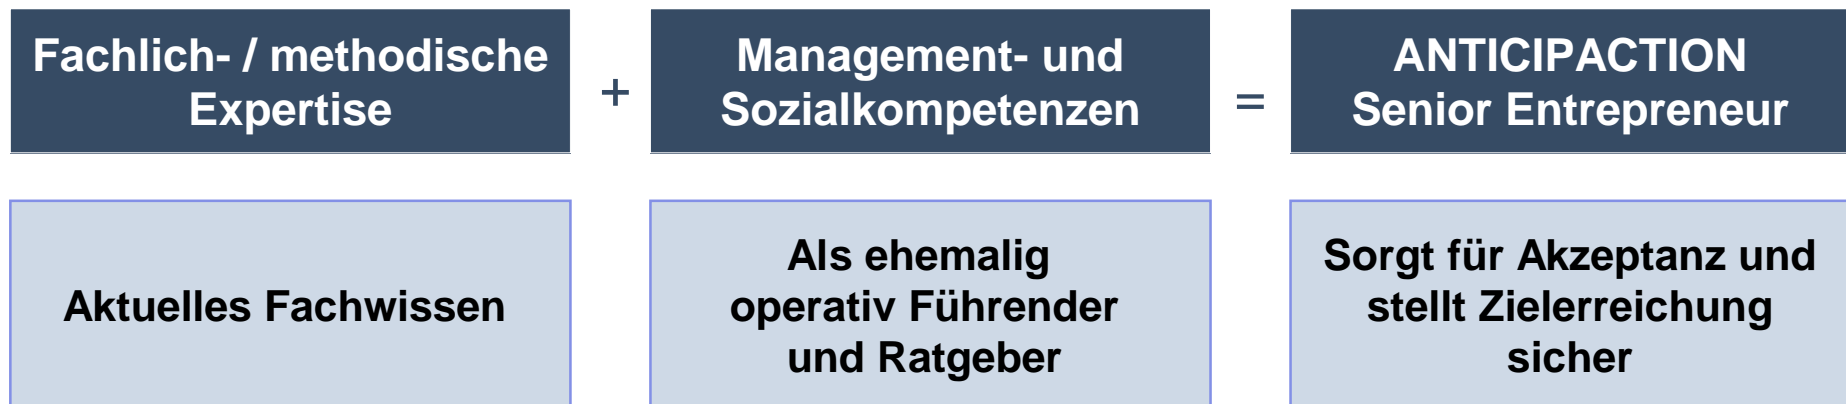 Fachlich- / methodische
Expertise
+
Management- und
Sozialkompetenzen
=
ANTICIPACTION
Senior Entrepreneur
Aktuelles Fachwissen
Als ehemalig
operativ Führender
und Ratgeber
Sorgt für Akzeptanz und
stellt Zielerreichung
sicher